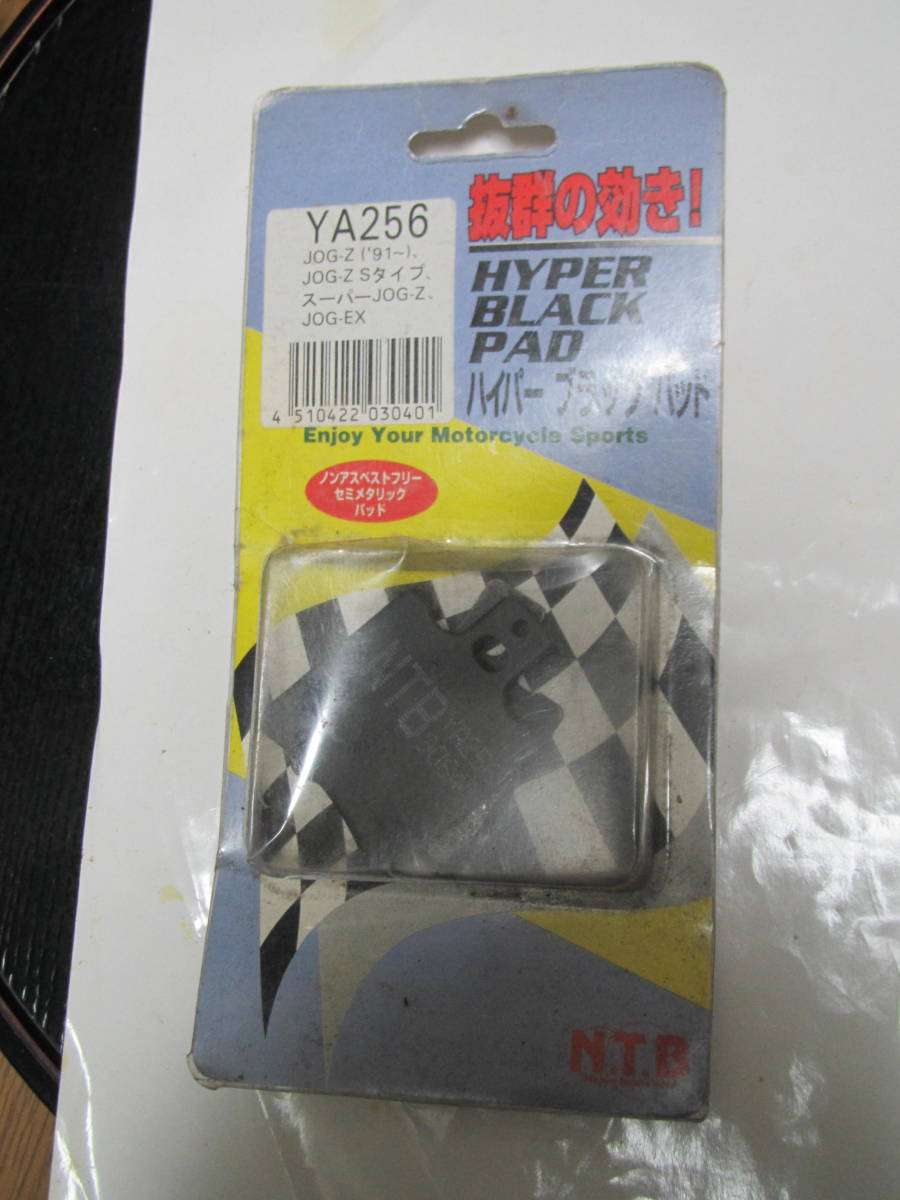 抜群の効き!
YA256
JOG-Z ('91~)、
JOG-Z Sタイプ、
スーパーJOG-Z、
JOG-EX
4 510422 030401
HYPER
BLACK
PAD
ハイパーブラックパッド
Enjoy Your Motorcycle Sports
ノンアスベストフリー
セミメタリック
パッド
NTB
N.T.B